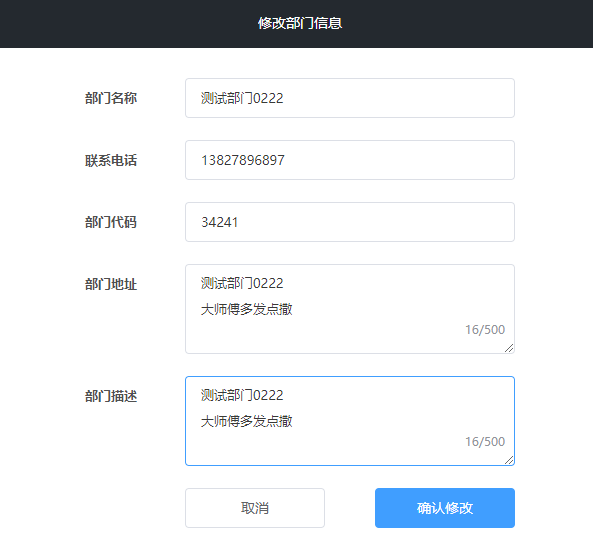 修改部门信息
部门名称
测试部门0222
联系电话
13827896897
部门代码
34241
部门地址
测试部门0222
大师傅多发点撒
16/500
部门描述
测试部门0222
大师傅多发点撒
16/500
取消
确认修改